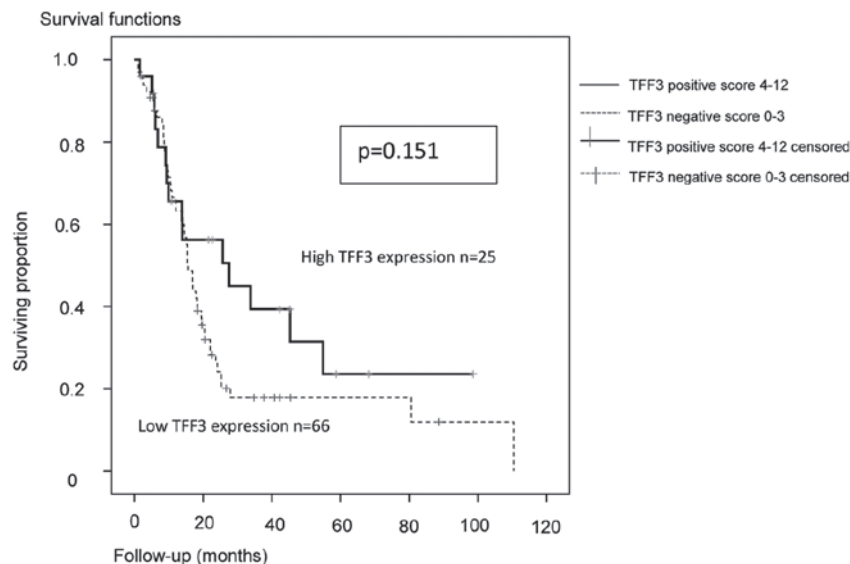 Survival functions
1.0
0.8
0.6
0.4
0.2
0
0 20 40 60 80 100 120
Surviving proportion
Follow-up (months)
p=0.151
High TFF3 expression n=25
Low TFF3 expression n=66
TFF3 positive score 4-12
TFF3 negative score 0-3
TFF3 positive score 4-12 censored
TFF3 negative score 0-3 censored